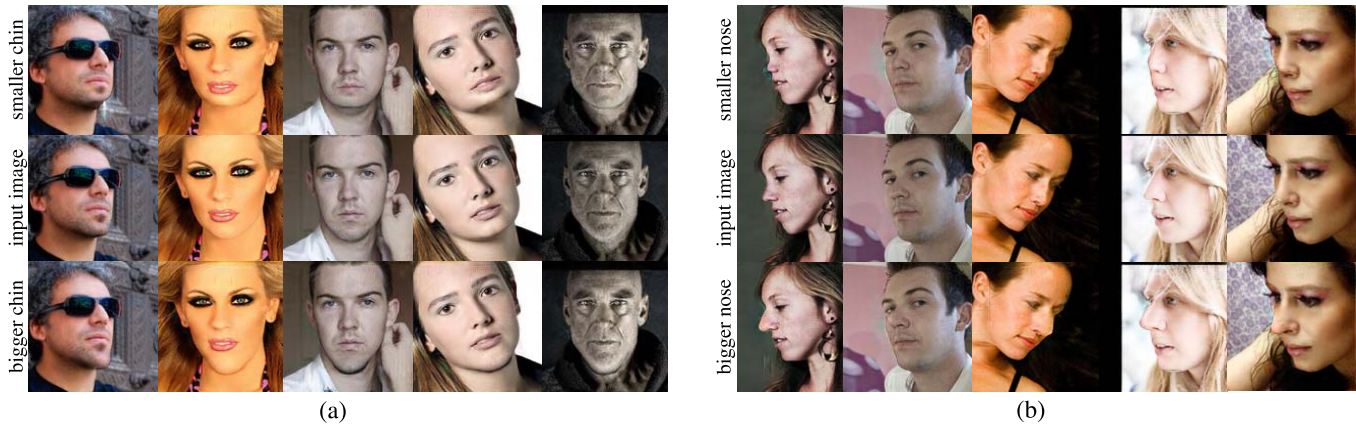 smaller chin
input image
bigger chin
(a)
smaller nose
input image
bigger nose
(b)